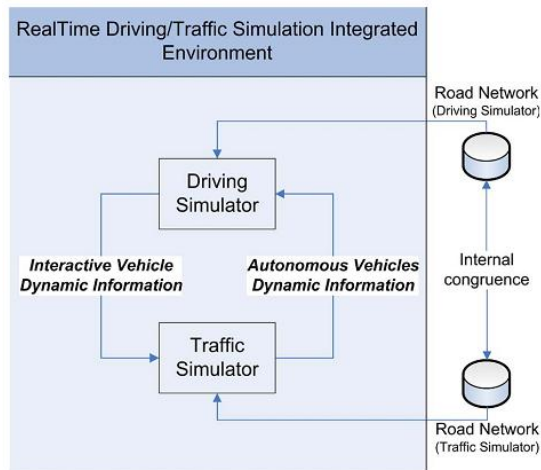 RealTime Driving/Traffic Simulation Integrated
Environment
Road Network
(Driving Simulator)
Driving
Simulator
Interactive Vehicle
Dynamic Information
Autonomous Vehicles
Dynamic Information
Internal
congruence
Traffic
Simulator
Road Network
(Traffic Simulator)